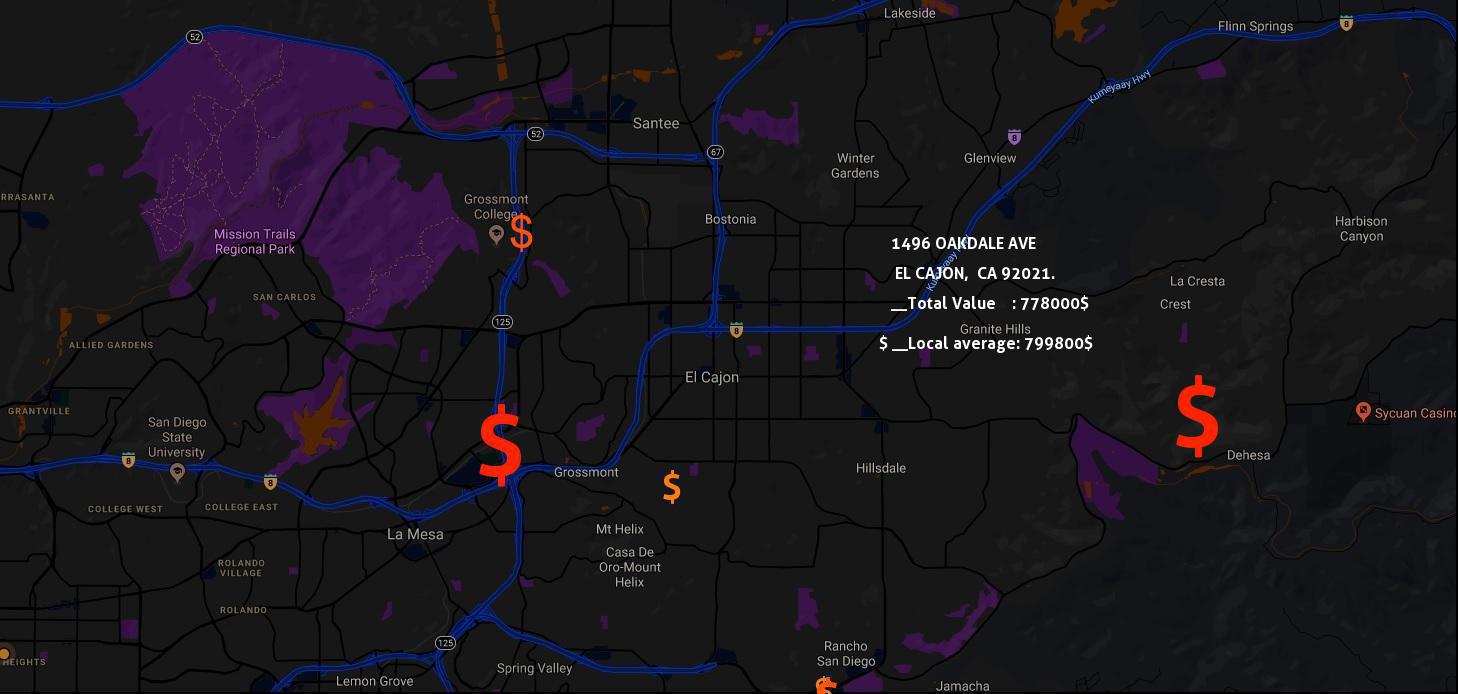 Lakeside
Flinn Springs
8
52
Kumeyaay Hwy
Santee
52
67
8
Winter
Gardens
Glenview
RRASANTA
Grossmont
College
$
Bostonia
Mission Trails
Regional Park
Harbison
Canyon
1496 OAKDALE AVE
EL CAJON, CA 92021.
__Total Value : 778000$
$ __Local average: 799800$
La Cresta
Crest
SAN CARLOS
125
8
Granite Hills
ALLIED GARDENS
El Cajon
$
GRANTVILLE
San Diego
State
University
Sycuan Casino
$
8
8
Grossmont
$
Hillsdale
Dehesa
COLLEGE WEST
COLLEGE EAST
La Mesa
Mt Helix
Casa De
Oro-Mount
Helix
ROLANDO
VILLAGE
ROLANDO
125
HEIGHTS
Spring Valley
Rancho
San Diego
Lemon Grove
$
Jamacha